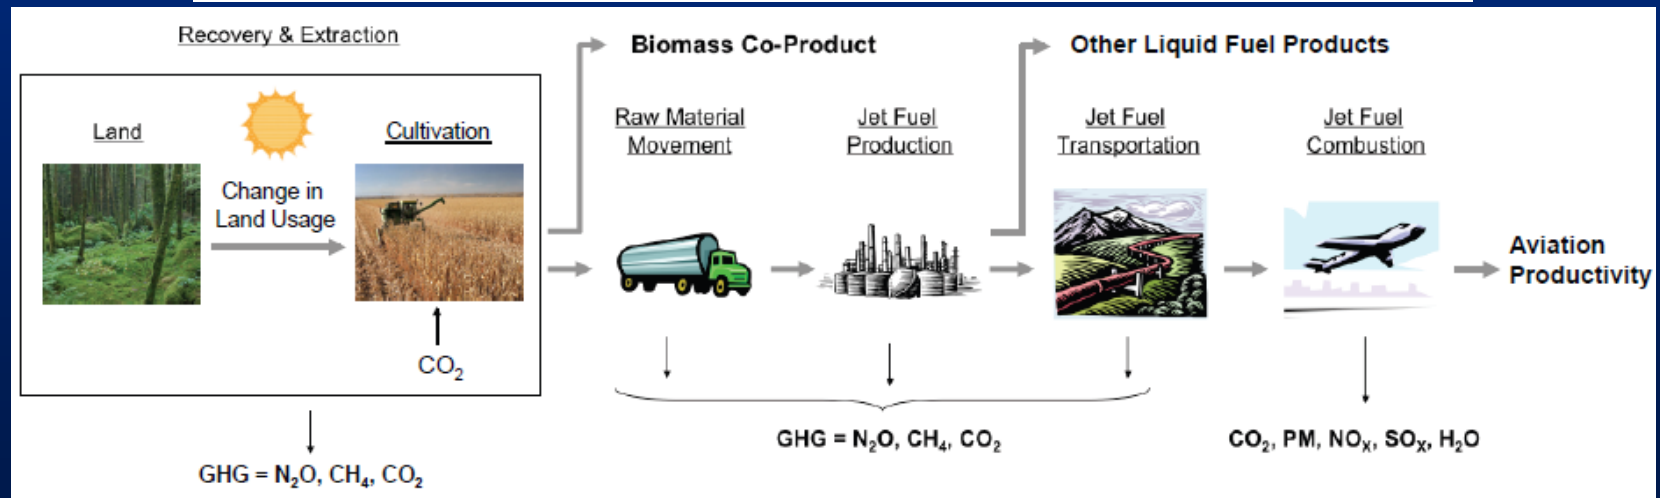 Recovery & Extraction
Biomass Co-Product
Other Liquid Fuel Products
Land
Cultivation
Change in
Land Usage
CO₂
Raw Material
Movement
Jet Fuel
Production
Jet Fuel
Transportation
Jet Fuel
Combustion
Aviation
Productivity
GHG = N₂O, CH₄, CO₂
GHG = N₂O, CH₄, CO₂
CO₂, PM, NOₓ, SOₓ, H₂O